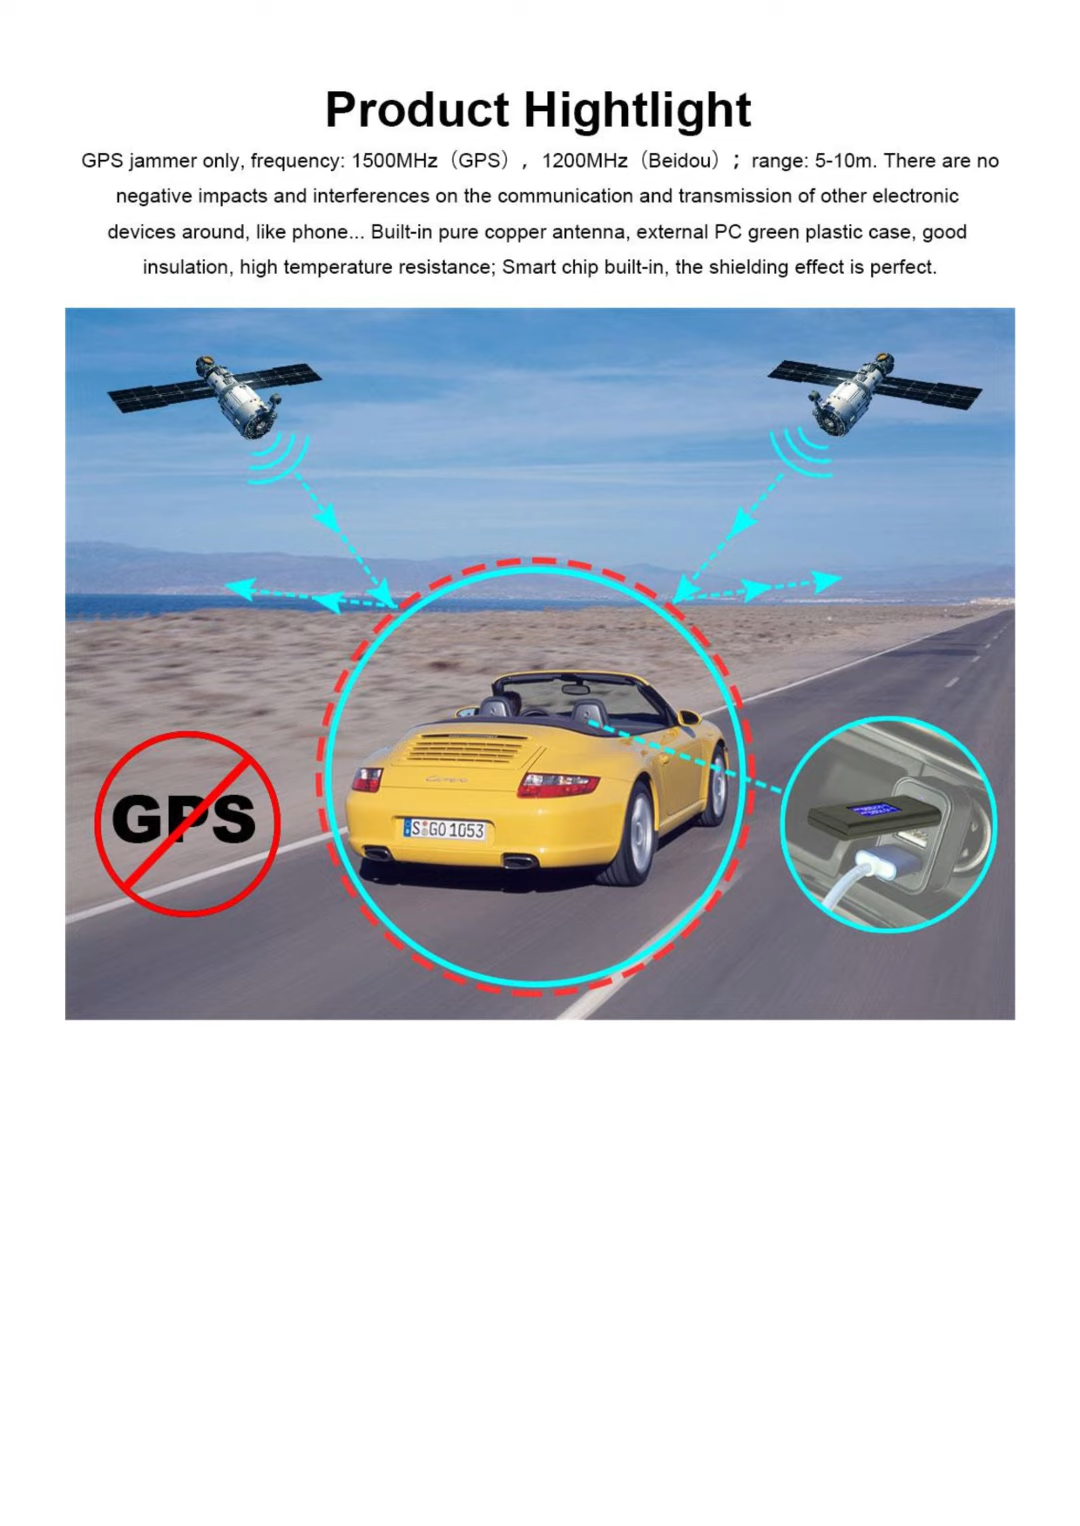 Product Hightlight
GPS jammer only, frequency: 1500MHz（GPS），1200MHz（Beidou）；range: 5-10m. There are no
negative impacts and interferences on the communication and transmission of other electronic
devices around, like phone... Built-in pure copper antenna, external PC green plastic case, good
insulation, high temperature resistance; Smart chip built-in, the shielding effect is perfect.
GPS
Carrera
S GO 1053